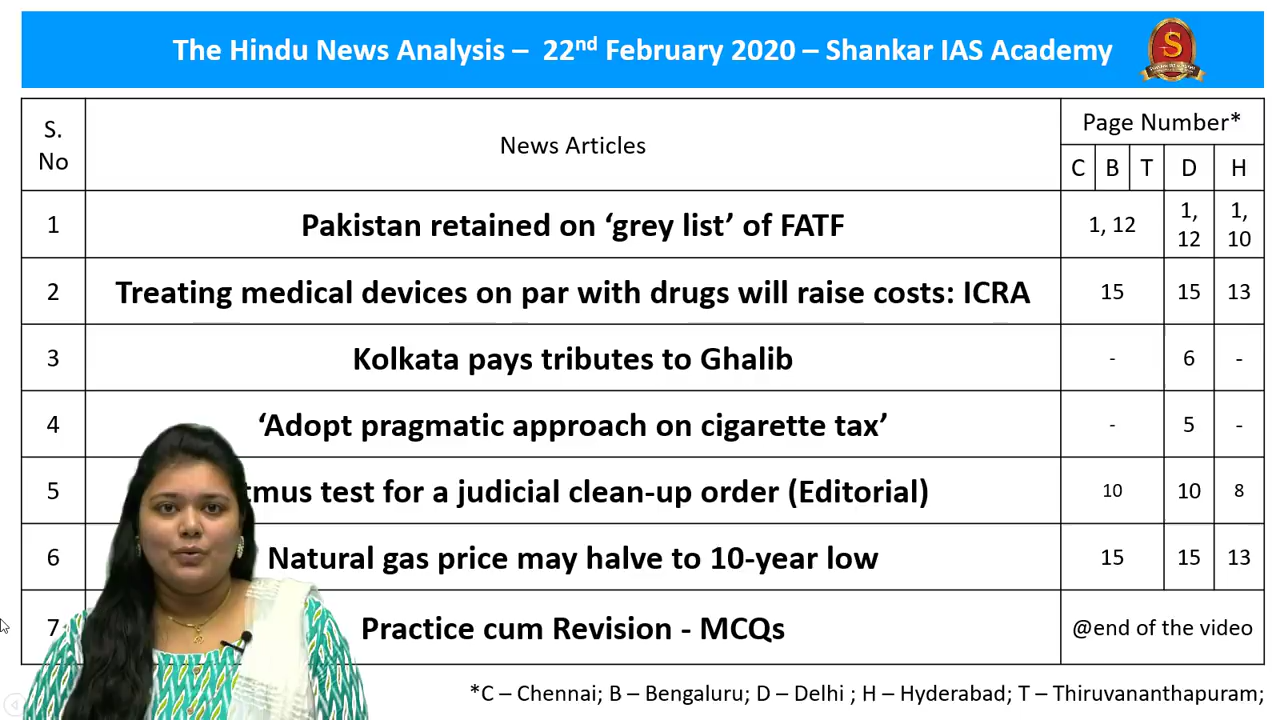 The Hindu News Analysis – 22nd February 2020 – Shankar IAS Academy
S. No
News Articles
Page Number*
C B T D H
1 Pakistan retained on ‘grey list’ of FATF 1, 12 1, 12 1, 10
2 Treating medical devices on par with drugs will raise costs: ICRA 15 15 13
3 Kolkata pays tributes to Ghalib - 6 -
4 ‘Adopt pragmatic approach on cigarette tax’ - 5 -
5 tmus test for a judicial clean-up order (Editorial) 10 10 8
6 Natural gas price may halve to 10-year low 15 15 13
7 Practice cum Revision - MCQs @end of the video
*C – Chennai; B – Bengaluru; D – Delhi ; H – Hyderabad; T – Thiruvananthapuram;